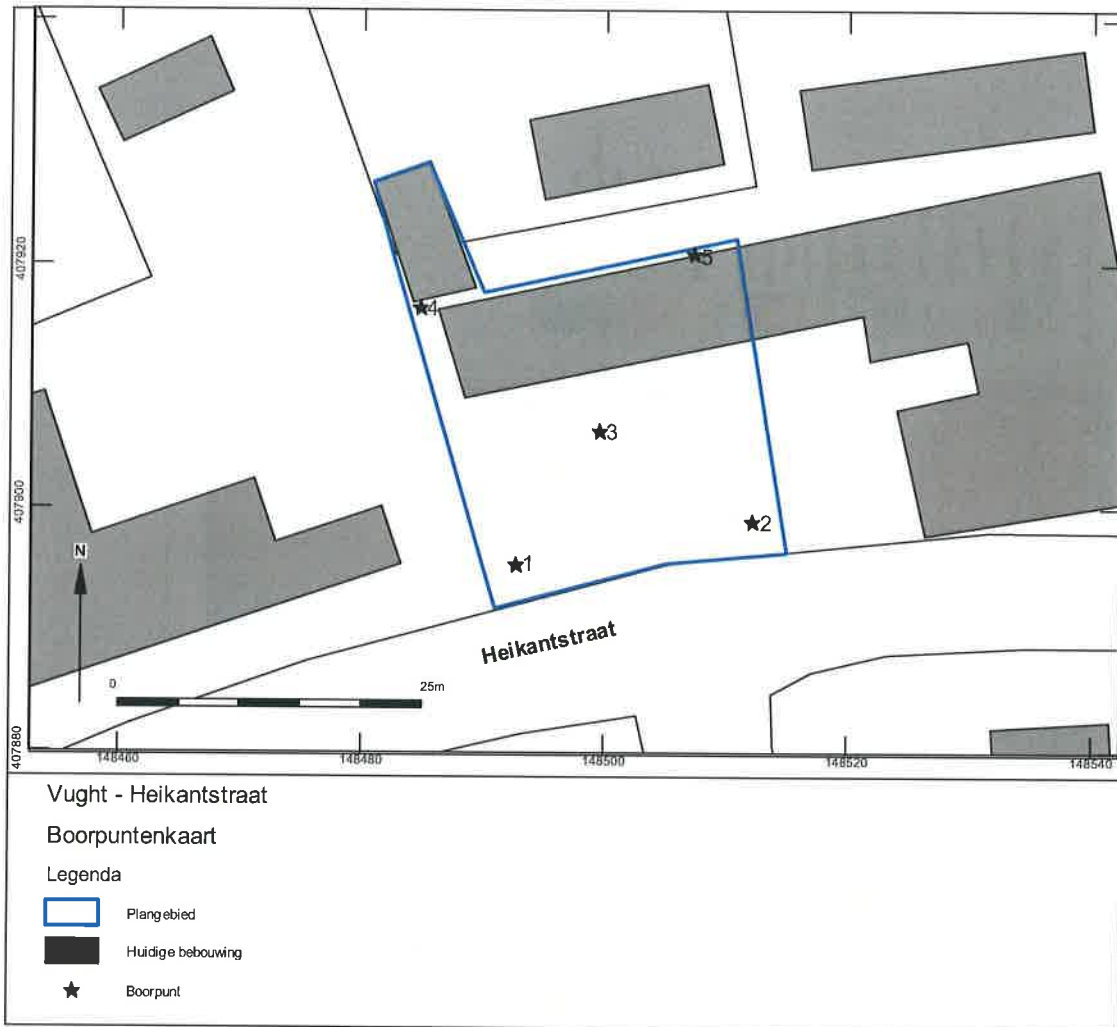 407920
4
5
3
407900
2
1
N
Heikantstraat
0
25m
407880
148460
148480
148500
148520
148540
Vught - Heikantstraat
Boorpuntenkaart
Legenda
Plangebied
Huidige bebouwing
Boorpunt